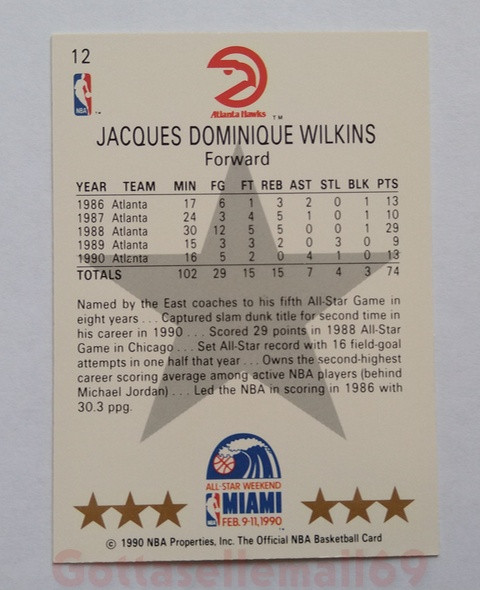 12
NBA
Atlanta Hawks ™
JACQUES DOMINIQUE WILKINS
Forward
YEAR TEAM MIN FG FT REB AST STL BLK PTS
1986 Atlanta 17 6 1 3 2 0 1 13
1987 Atlanta 24 3 4 5 1 0 1 10
1988 Atlanta 30 12 5 5 0 0 1 29
1989 Atlanta 15 3 3 2 0 3 0 9
1990 Atlanta 16 5 2 0 4 1 0 13
TOTALS 102 29 15 15 7 4 3 74
Named by the East coaches to his fifth All-Star Game in
eight years . . . Captured slam dunk title for second time in
his career in 1990 . . . Scored 29 points in 1988 All-Star
Game in Chicago . . . Set All-Star record with 16 field-goal
attempts in one half that year . . . Owns the second-highest
career scoring average among active NBA players (behind
Michael Jordan) . . . Led the NBA in scoring in 1986 with
30.3 ppg.
ALL-STAR WEEKEND
NBA MIAMI
FEB. 9-11, 1990
© 1990 NBA Properties, Inc. The Official NBA Basketball Card
Gottasellemall69